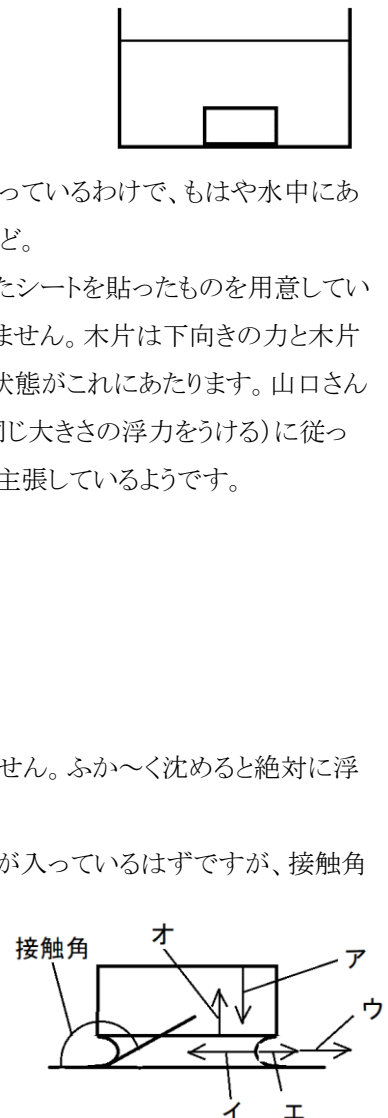 っているわけで、もはや水中にあ
ど。
たシートを貼ったものを用意してい
ません。木片は下向きの力と木片
状態がこれにあたります。山口さん
同じ大きさの浮力をうける)に従っ
主張しているようです。
せん。ふか～く沈めると絶対に浮
が入っているはずですが、接触角
接触角
オ
ア
ウ
イ
エ